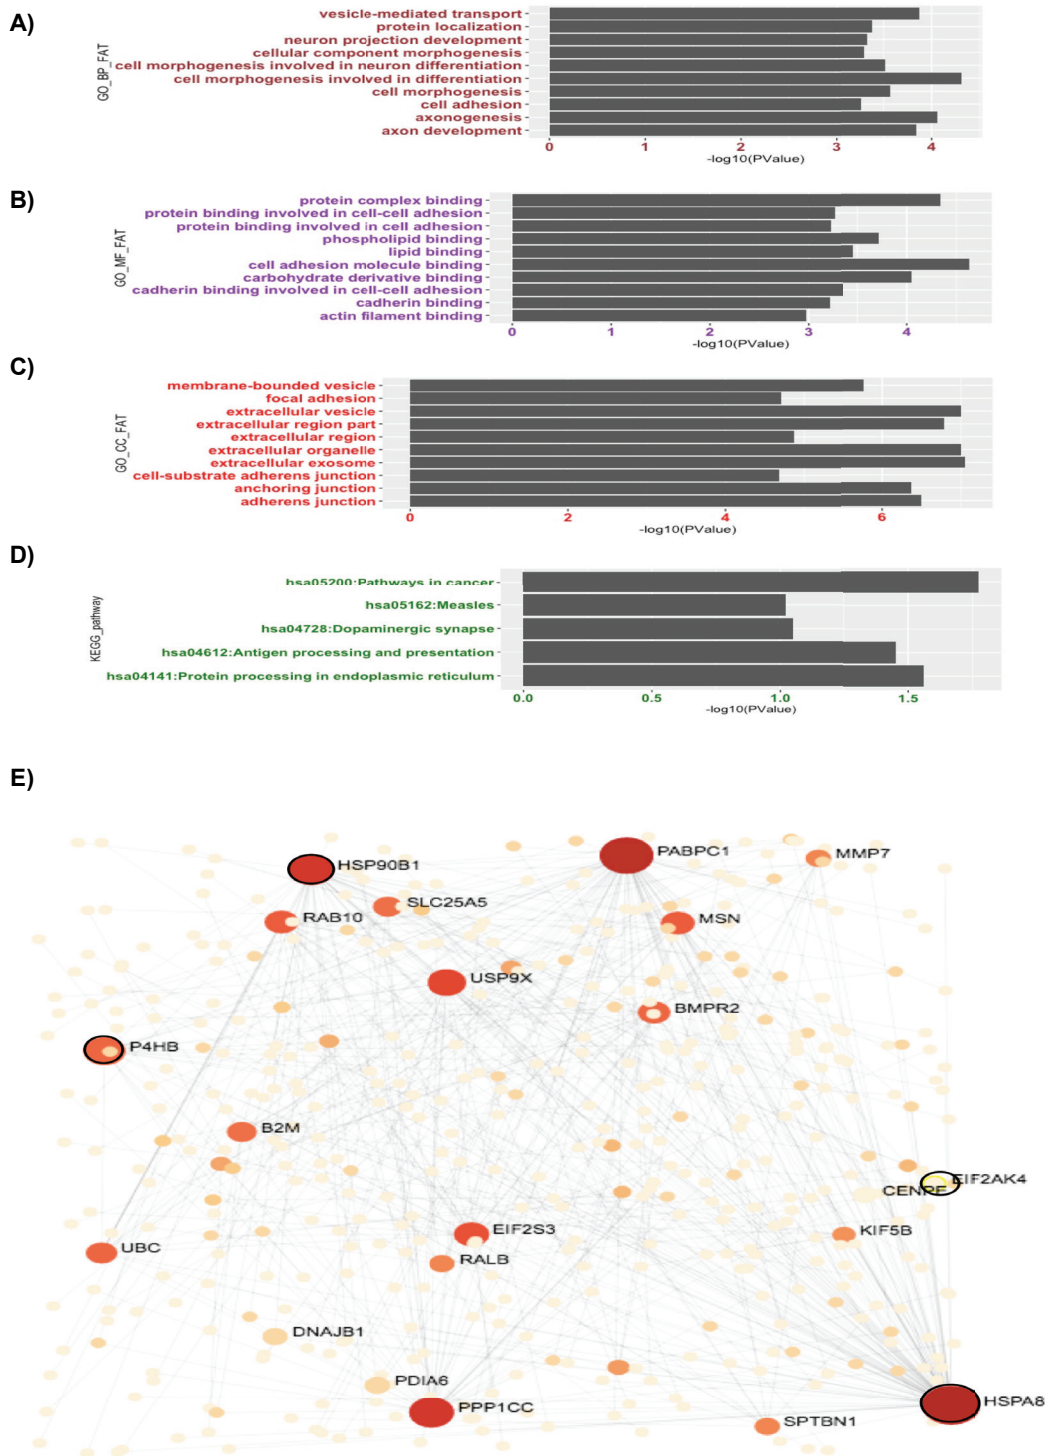 A)
GO_BP_FAT
vesicle-mediated transport
protein localization
neuron projection development
cellular component morphogenesis
cell morphogenesis involved in neuron differentiation
cell morphogenesis involved in differentiation
cell morphogenesis
cell adhesion
axonogenesis
axon development
0 1 2 3 4
-log10(PValue)
B)
GO_MF_FAT
protein complex binding
protein binding involved in cell-cell adhesion
protein binding involved in cell adhesion
phospholipid binding
lipid binding
cell adhesion molecule binding
carbohydrate derivative binding
cadherin binding involved in cell-cell adhesion
cadherin binding
actin filament binding
0 1 2 3 4
-log10(PValue)
C)
GO_CC_FAT
membrane-bounded vesicle
focal adhesion
extracellular vesicle
extracellular region part
extracellular region
extracellular organelle
extracellular exosome
cell-substrate adherens junction
anchoring junction
adherens junction
0 2 4 6
-log10(PValue)
D)
KEGG_pathway
hsa05200:Pathways in cancer
hsa05162:Measles
hsa04728:Dopaminergic synapse
hsa04612:Antigen processing and presentation
hsa04141:Protein processing in endoplasmic reticulum
0.0 0.5 1.0 1.5
-log10(PValue)
E)
PABPC1
MMP7
HSP90B1
SLC25A5
RAB10
MSN
USP9X
BMPR2
P4HB
B2M
EIF2AK4
CENPE
EIF2S3
KIF5B
UBC
RALB
DNAJB1
PDIA6
PPP1CC
HSPA8
SPTBN1